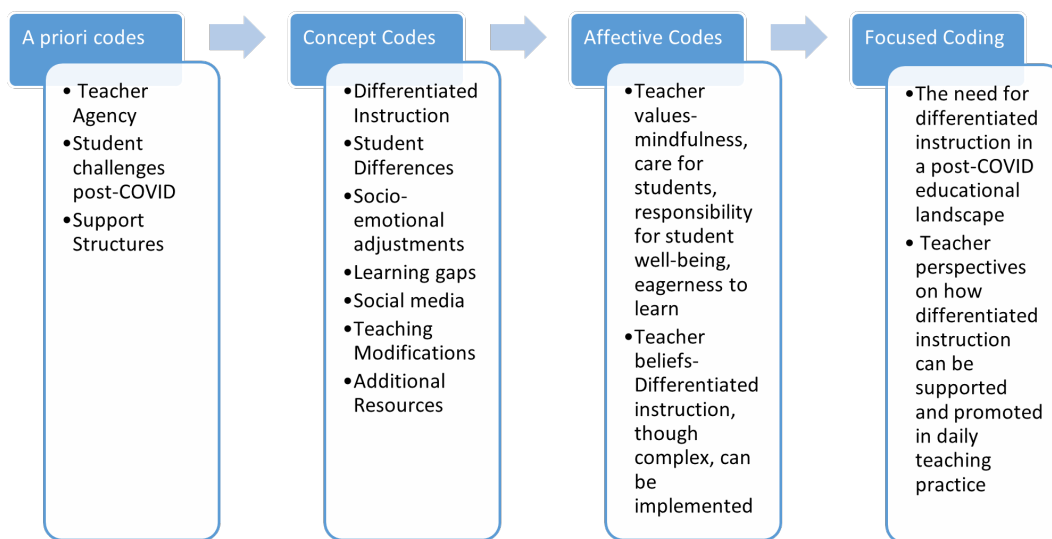 A priori codes
• Teacher
Agency
•Student
challenges
post-COVID
•Support
Structures
Concept Codes
•Differentiated
Instruction
•Student
Differences
•Socio-
emotional
adjustments
•Learning gaps
•Social media
•Teaching
Modifications
•Additional
Resources
Affective Codes
•Teacher
values-
mindfulness,
care for
students,
responsibility
for student
well-being,
eagerness to
learn
•Teacher
beliefs-
Differentiated
instruction,
though
complex, can
be
implemented
Focused Coding
•The need for
differentiated
instruction in
a post-COVID
educational
landscape
• Teacher
perspectives
on how
differentiated
instruction
can be
supported
and promoted
in daily
teaching
practice